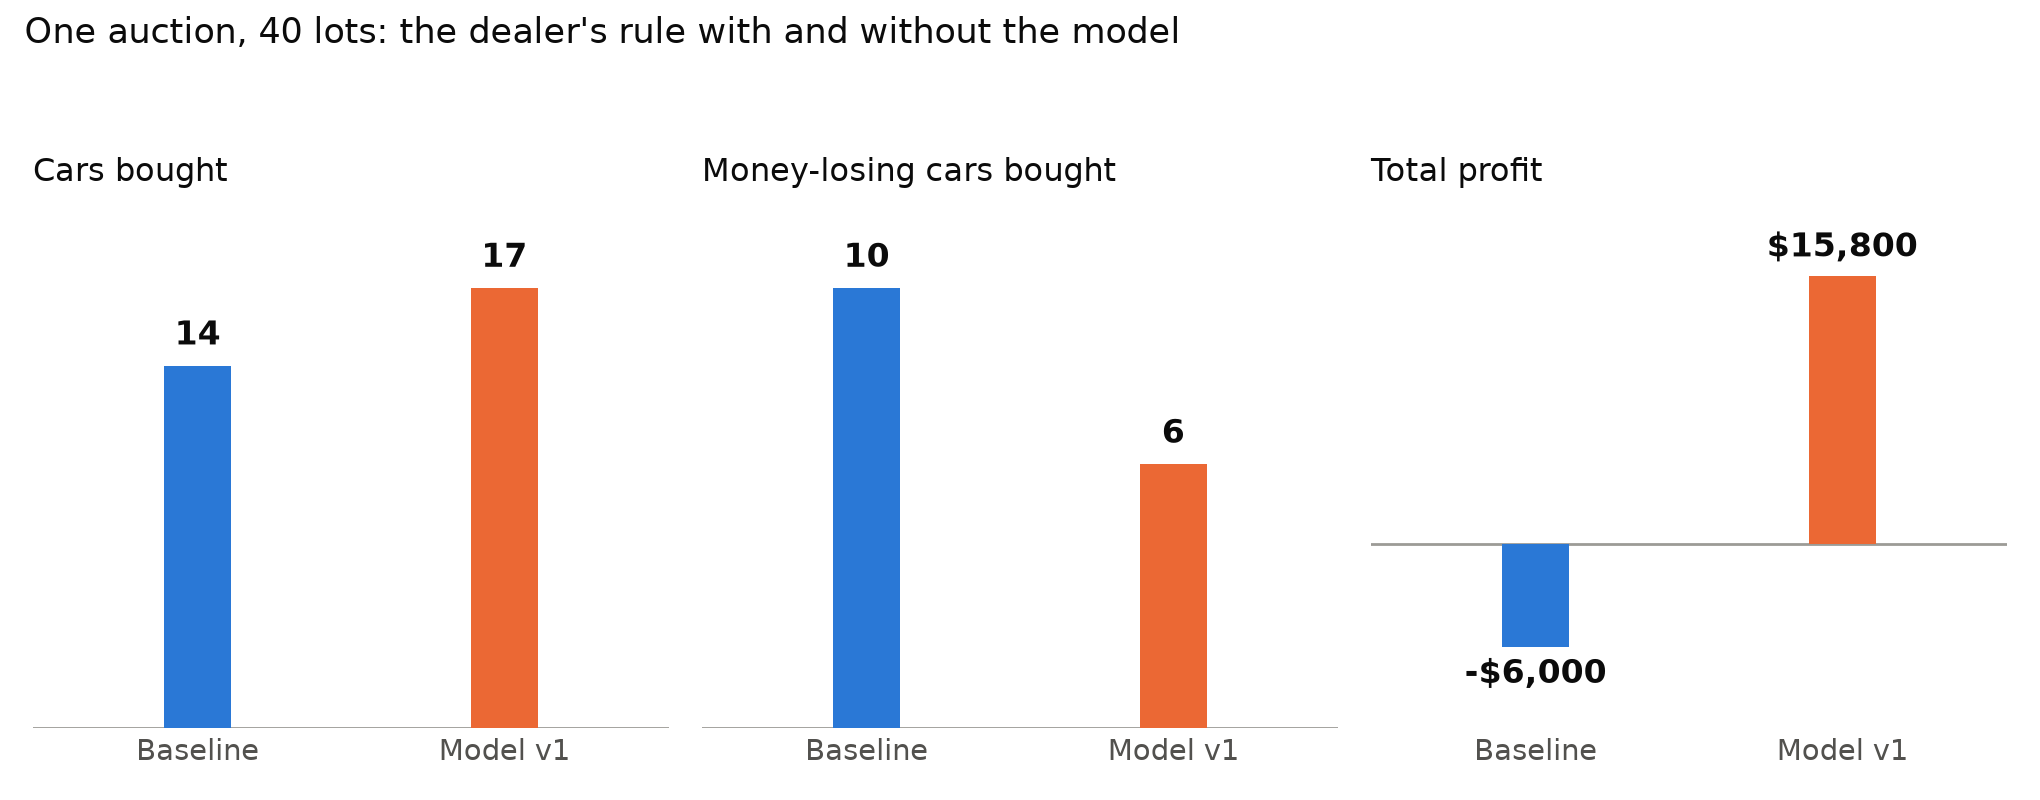 One auction, 40 lots: the dealer's rule with and without the model
Cars bought
14
17
Baseline
Model v1
Money-losing cars bought
10
6
Baseline
Model v1
Total profit
$15,800
-$6,000
Baseline
Model v1